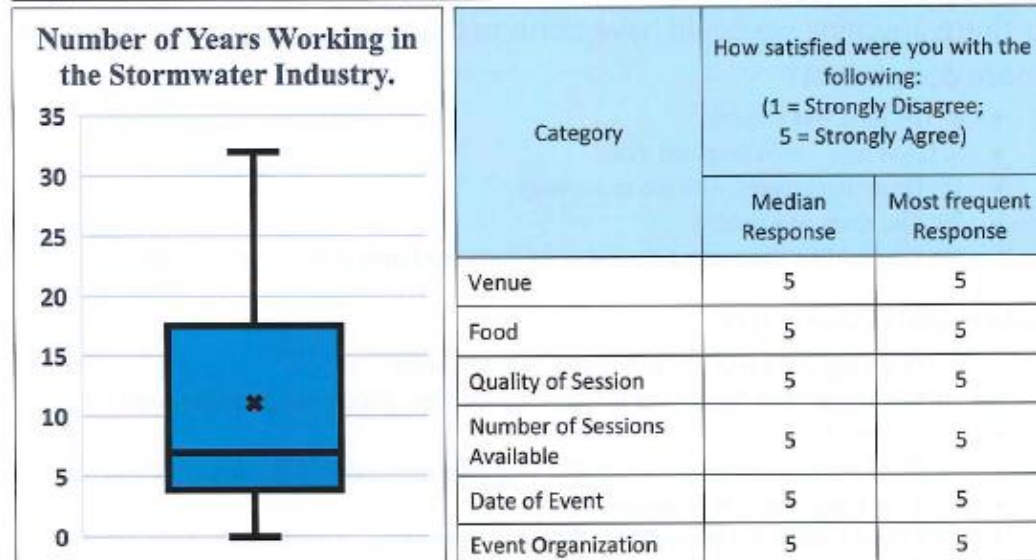 Number of Years Working in
the Stormwater Industry.
35
30
25
20
15
10
5
0
Category
How satisfied were you with the
following:
(1 = Strongly Disagree;
5 = Strongly Agree)
Median
Response
Most frequent
Response
Venue 5 5
Food 5 5
Quality of Session 5 5
Number of Sessions
Available 5 5
Date of Event 5 5
Event Organization 5 5